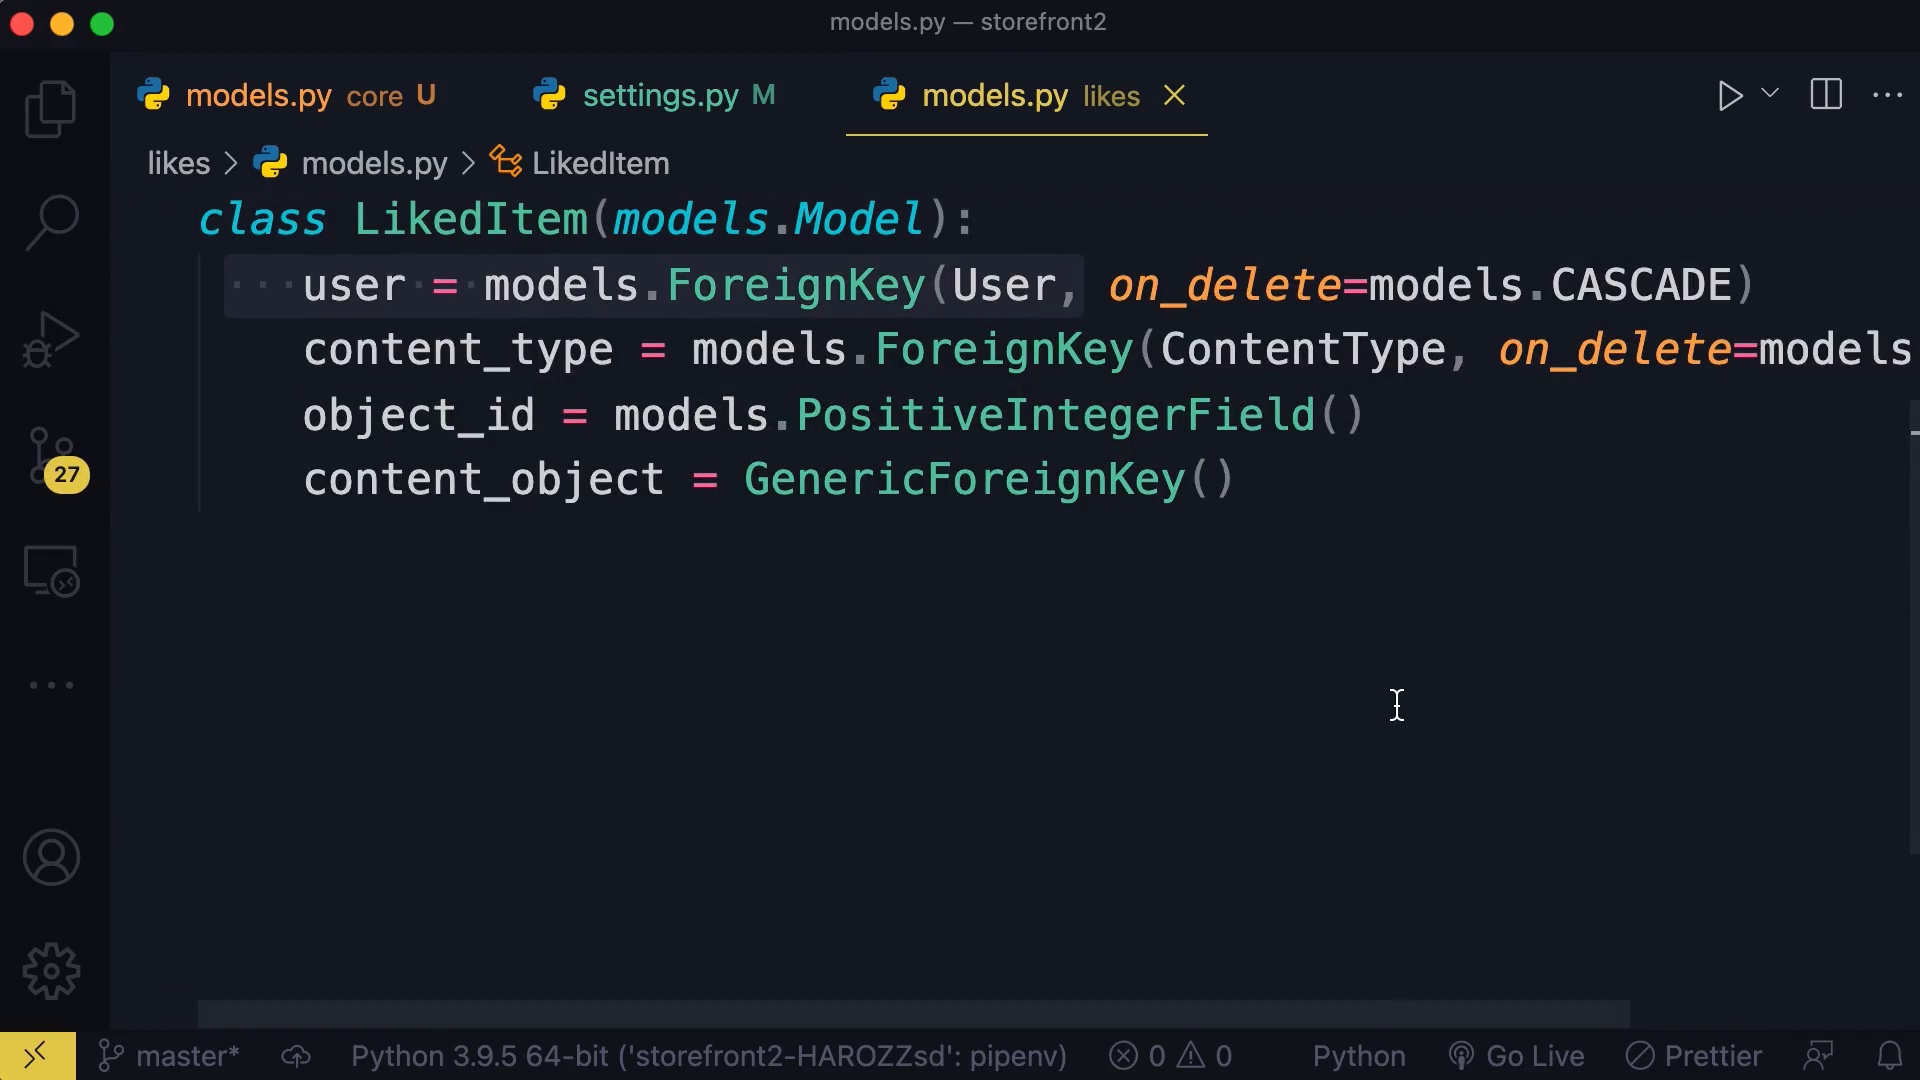 models.py — storefront2
models.py core U settings.py M models.py likes
likes > models.py > LikedItem
class LikedItem(models.Model):
···user·=·models.ForeignKey(User, on_delete=models.CASCADE)
content_type = models.ForeignKey(ContentType, on_delete=models
object_id = models.PositiveIntegerField()
content_object = GenericForeignKey()
27
master* Python 3.9.5 64-bit ('storefront2-HAROZZsd': pipenv) 0 0 Python Go Live Prettier